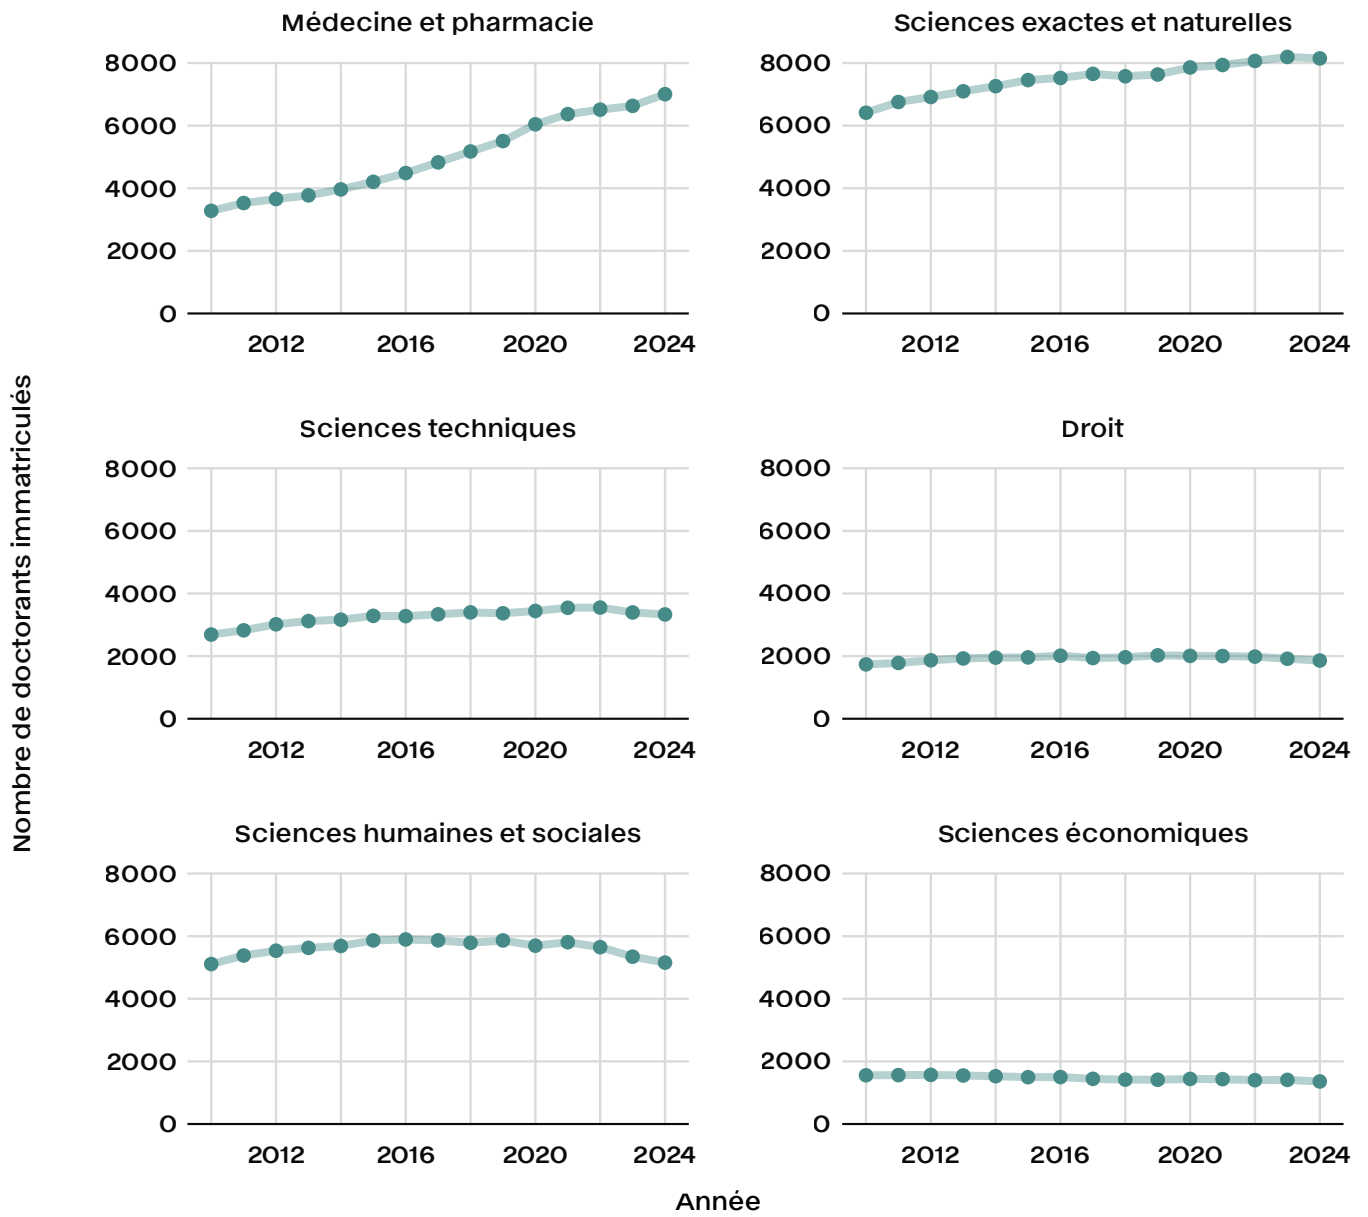 Médecine et pharmacie
8000
6000
4000
2000
0
2012 2016 2020 2024
Sciences exactes et naturelles
8000
6000
4000
2000
0
2012 2016 2020 2024
Sciences techniques
8000
6000
4000
2000
0
2012 2016 2020 2024
Droit
8000
6000
4000
2000
0
2012 2016 2020 2024
Sciences humaines et sociales
8000
6000
4000
2000
0
2012 2016 2020 2024
Sciences économiques
8000
6000
4000
2000
0
2012 2016 2020 2024
Nombre de doctorants immatriculés
Année